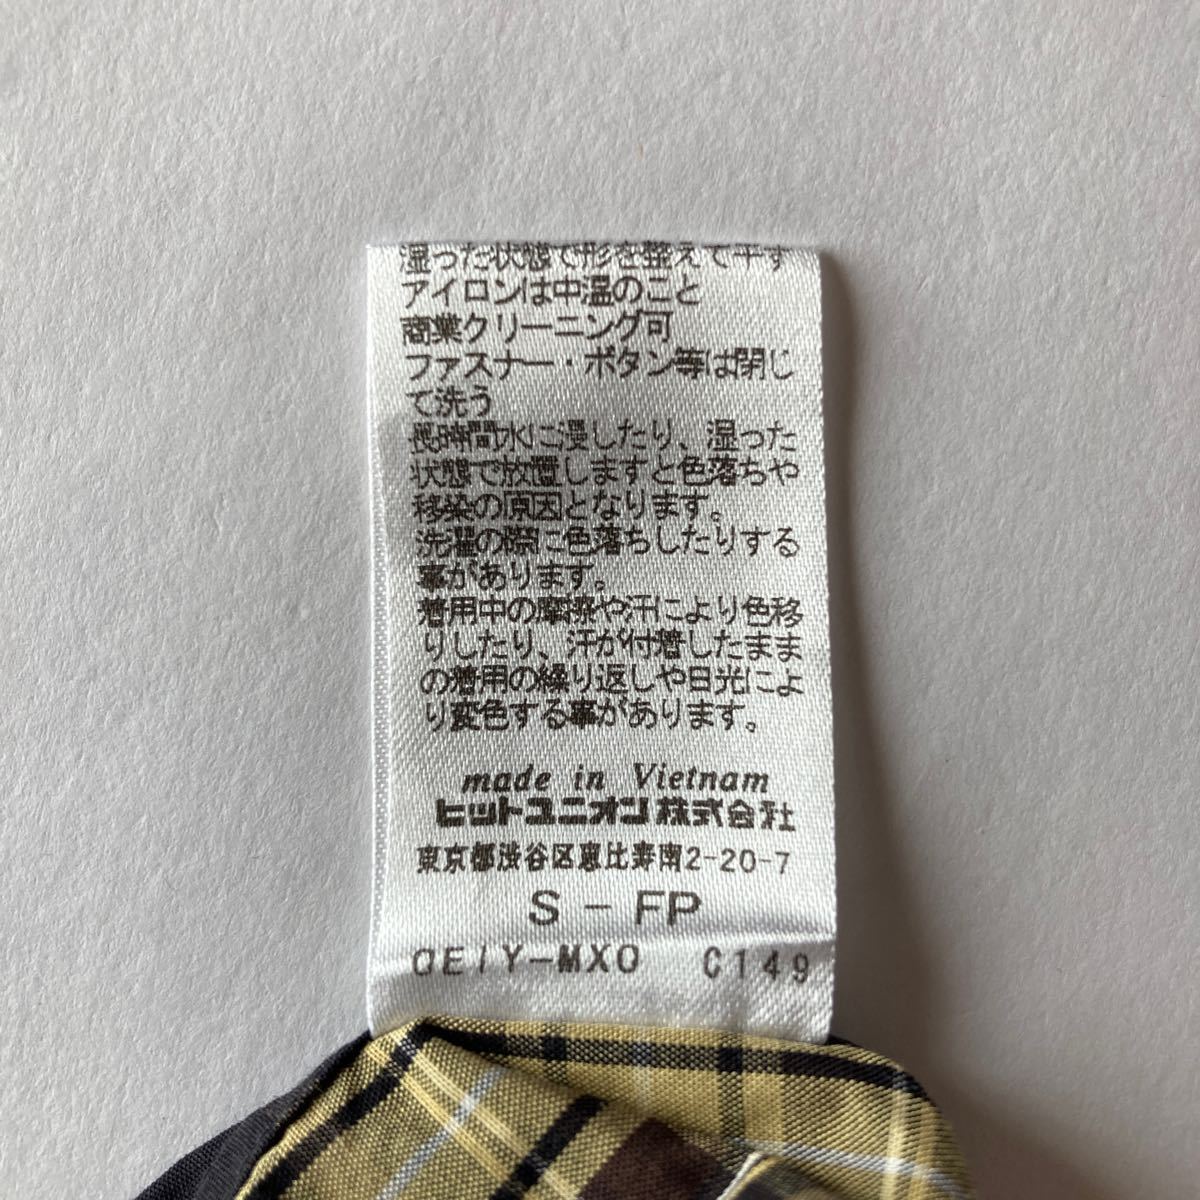 湿った状態で形を整えて干す
アイロンは中温のこと
商業クリーニング可
ファスナー・ボタン等は閉じ
て洗う
長時間水に浸したり、湿った
状態で放置しますと色落ちや
移染の原因となります。
洗濯の際に色落ちしたりする
事があります。
着用中の摩擦や汗により色移
りしたり、汗が付着したまま
の着用の繰り返しや日光によ
り変色する事があります。
made in Vietnam
ヒットユニオン株式会社
東京都渋谷区恵比寿南2-20-7
S - FP
QE/Y-MXO C149